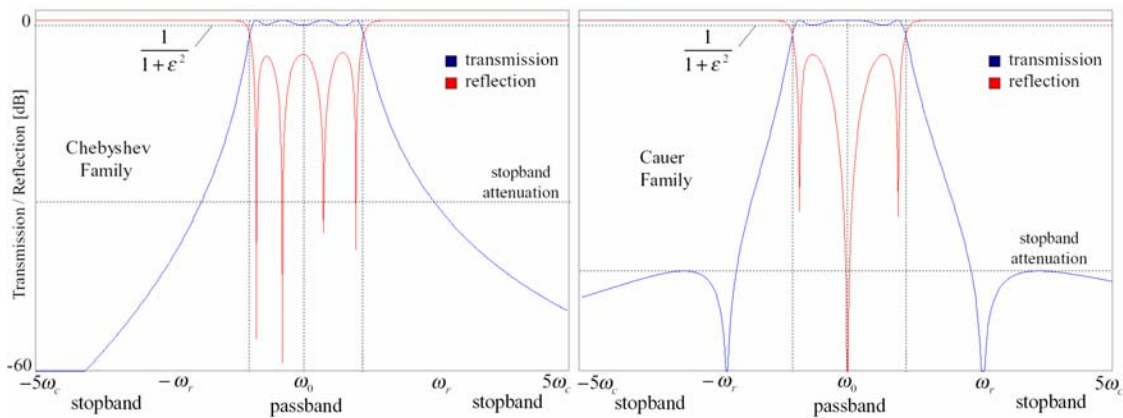 Transmission / Reflection [dB]
0
1
1 + ε²
transmission
reflection
Chebyshev
Family
stopband
attenuation
-60
−5ω_c
− ω_r
ω_0
ω_r
5ω_c
stopband
passband
stopband
1
1 + ε²
transmission
reflection
Cauer
Family
stopband
attenuation
−5ω_c
− ω_r
ω_0
ω_r
5ω_c
stopband
passband
stopband